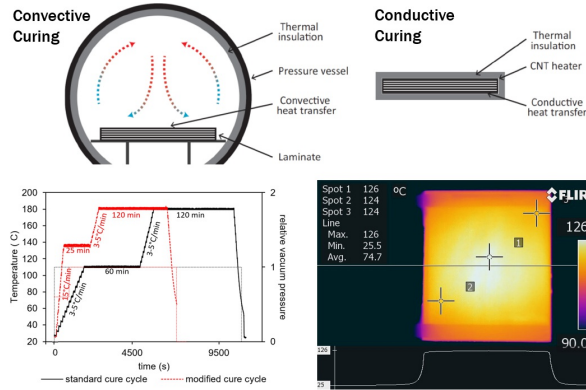 Convective
Curing
Thermal
insulation
Pressure vessel
Convective
heat transfer
Laminate
Conductive
Curing
Thermal
insulation
CNT heater
Conductive
heat transfer
Temperature ( C)
200
180
160
140
120
100
80
60
40
20
0
4500
9500
time (s)
2
1
0
relative vacuum pressure
15°C/min
25 min
3-5°C/min
120 min
3-5°C/min
60 min
3-5°C/min
120 min
standard cure cycle
modified cure cycle
Spot 1 126
Spot 2 124
Spot 3 124
Line
Max. 126
Min. 25.5
Avg. 74.7
ºC
FLIR
126
90.0
1
2
126
25